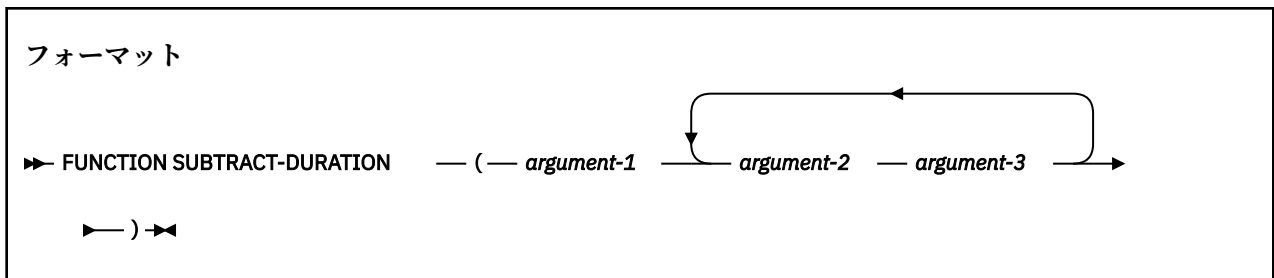 フォーマット
FUNCTION SUBTRACT-DURATION ( argument-1 argument-2 argument-3
)